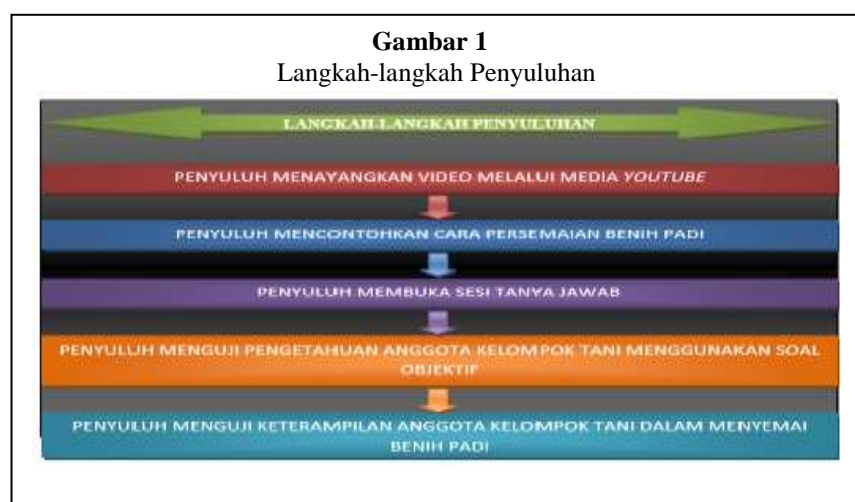 Gambar 1
Langkah-langkah Penyuluhan
LANGKAH-LANGKAH PENYULUHAN
PENYULUH MENAYANGKAN VIDEO MELALUI MEDIA YOUTUBE
PENYULUH MENCONTOHKAN CARA PERSEMAIAN BENIH PADI
PENYULUH MEMBUKA SESI TANYA JAWAB
PENYULUH MENGUJI PENGETAHUAN ANGGOTA KELOMPOK TANI MENGGUNAKAN SOAL
OBJEKTIF
PENYULUH MENGUJI KETERAMPILAN ANGGOTA KELOMPOK TANI DALAM MENYEMAI
BENIH PADI